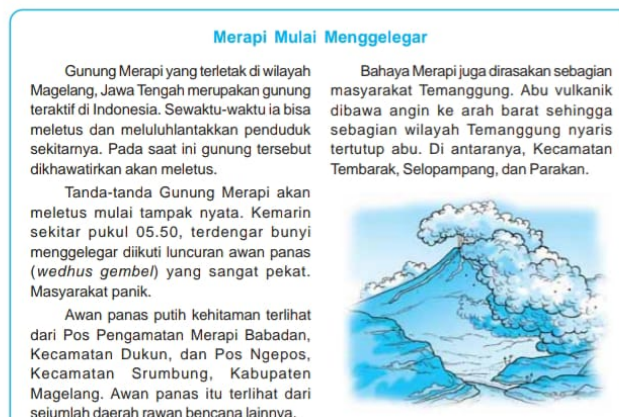 Merapi Mulai Menggelegar
Gunung Merapi yang terletak di wilayah
Magelang, Jawa Tengah merupakan gunung
teraktif di Indonesia. Sewaktu-waktu ia bisa
meletus dan meluluhlantakkan penduduk
sekitarnya. Pada saat ini gunung tersebut
dikhawatirkan akan meletus.
Tanda-tanda Gunung Merapi akan
meletus mulai tampak nyata. Kemarin
sekitar pukul 05.50, terdengar bunyi
menggelegar diikuti luncuran awan panas
(wedhus gembel) yang sangat pekat.
Masyarakat panik.
Awan panas putih kehitaman terlihat
dari Pos Pengamatan Merapi Babadan,
Kecamatan Dukun, dan Pos Ngepos,
Kecamatan Srumbung, Kabupaten
Magelang. Awan panas itu terlihat dari
sejumlah daerah rawan bencana lainnya.
Bahaya Merapi juga dirasakan sebagian
masyarakat Temanggung. Abu vulkanik
dibawa angin ke arah barat sehingga
sebagian wilayah Temanggung nyaris
tertutup abu. Di antaranya, Kecamatan
Tembarak, Selopampang, dan Parakan.